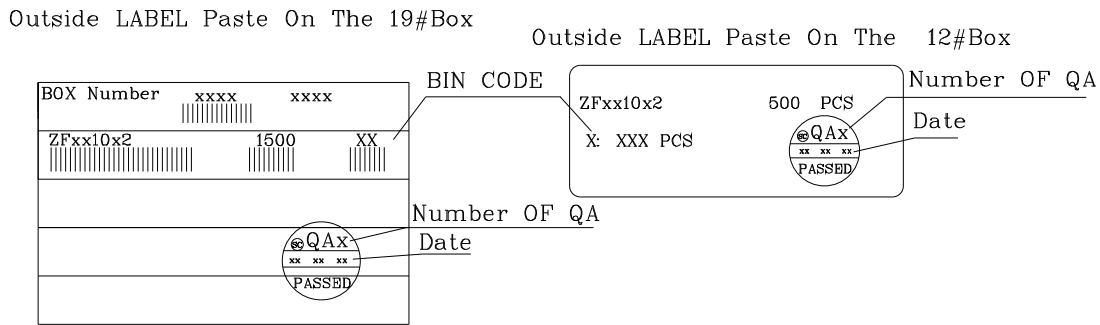 Outside LABEL Paste On The 19#Box
Outside LABEL Paste On The 12#Box
BOX Number xxxx xxxx
ZFxx10x2 1500 XX
BIN CODE
QAx
xx xx xx
PASSED
Number OF QA
Date
ZFxx10x2 500 PCS
X: XXX PCS
QAx
xx xx xx
PASSED
Number OF QA
Date